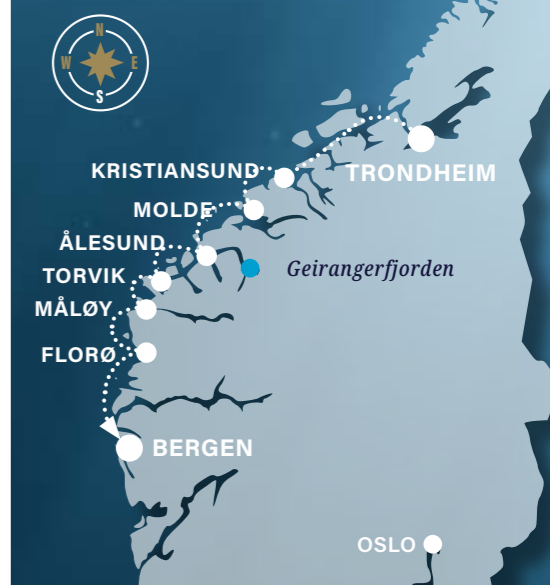 N
W E
S
KRISTIANSUND
TRONDHEIM
MOLDE
ÅLESUND
TORVIK
Geirangerfjorden
MÅLØY
FLORØ
BERGEN
OSLO